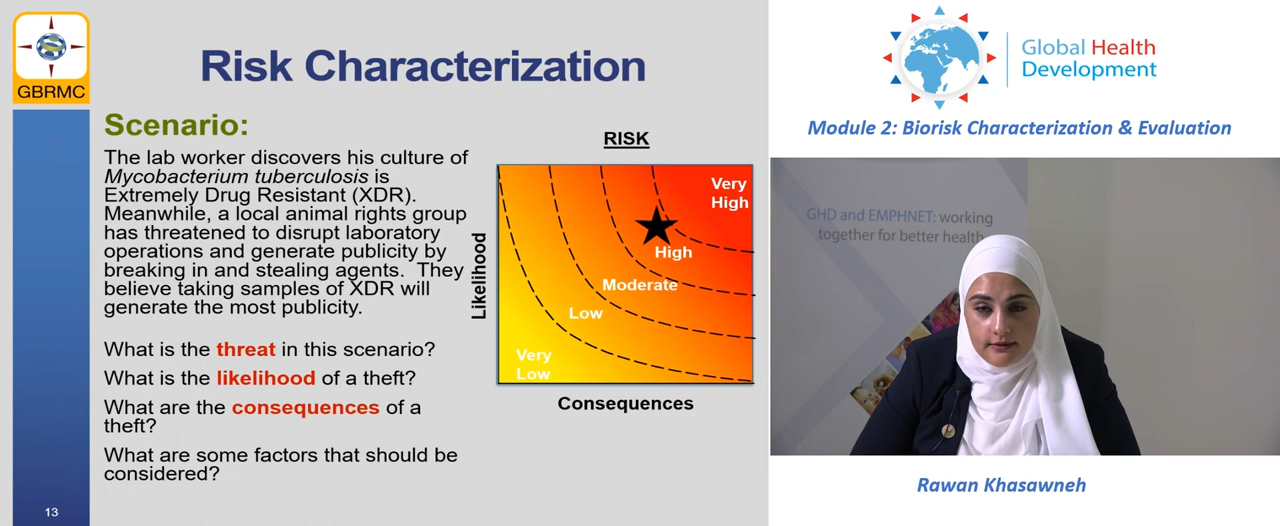 GBRMC
Risk Characterization
Scenario:
The lab worker discovers his culture of
Mycobacterium tuberculosis is
Extremely Drug Resistant (XDR).
Meanwhile, a local animal rights group
has threatened to disrupt laboratory
operations and generate publicity by
breaking in and stealing agents. They
believe taking samples of XDR will
generate the most publicity.
What is the threat in this scenario?
What is the likelihood of a theft?
What are the consequences of a
theft?
What are some factors that should be
considered?
13
RISK
Very
High
High
Moderate
Low
Very
Low
Likelihood
Consequences
Global Health
Development
Module 2: Biorisk Characterization & Evaluation
GHD and EMPHNET: working
together for better health
Rawan Khasawneh